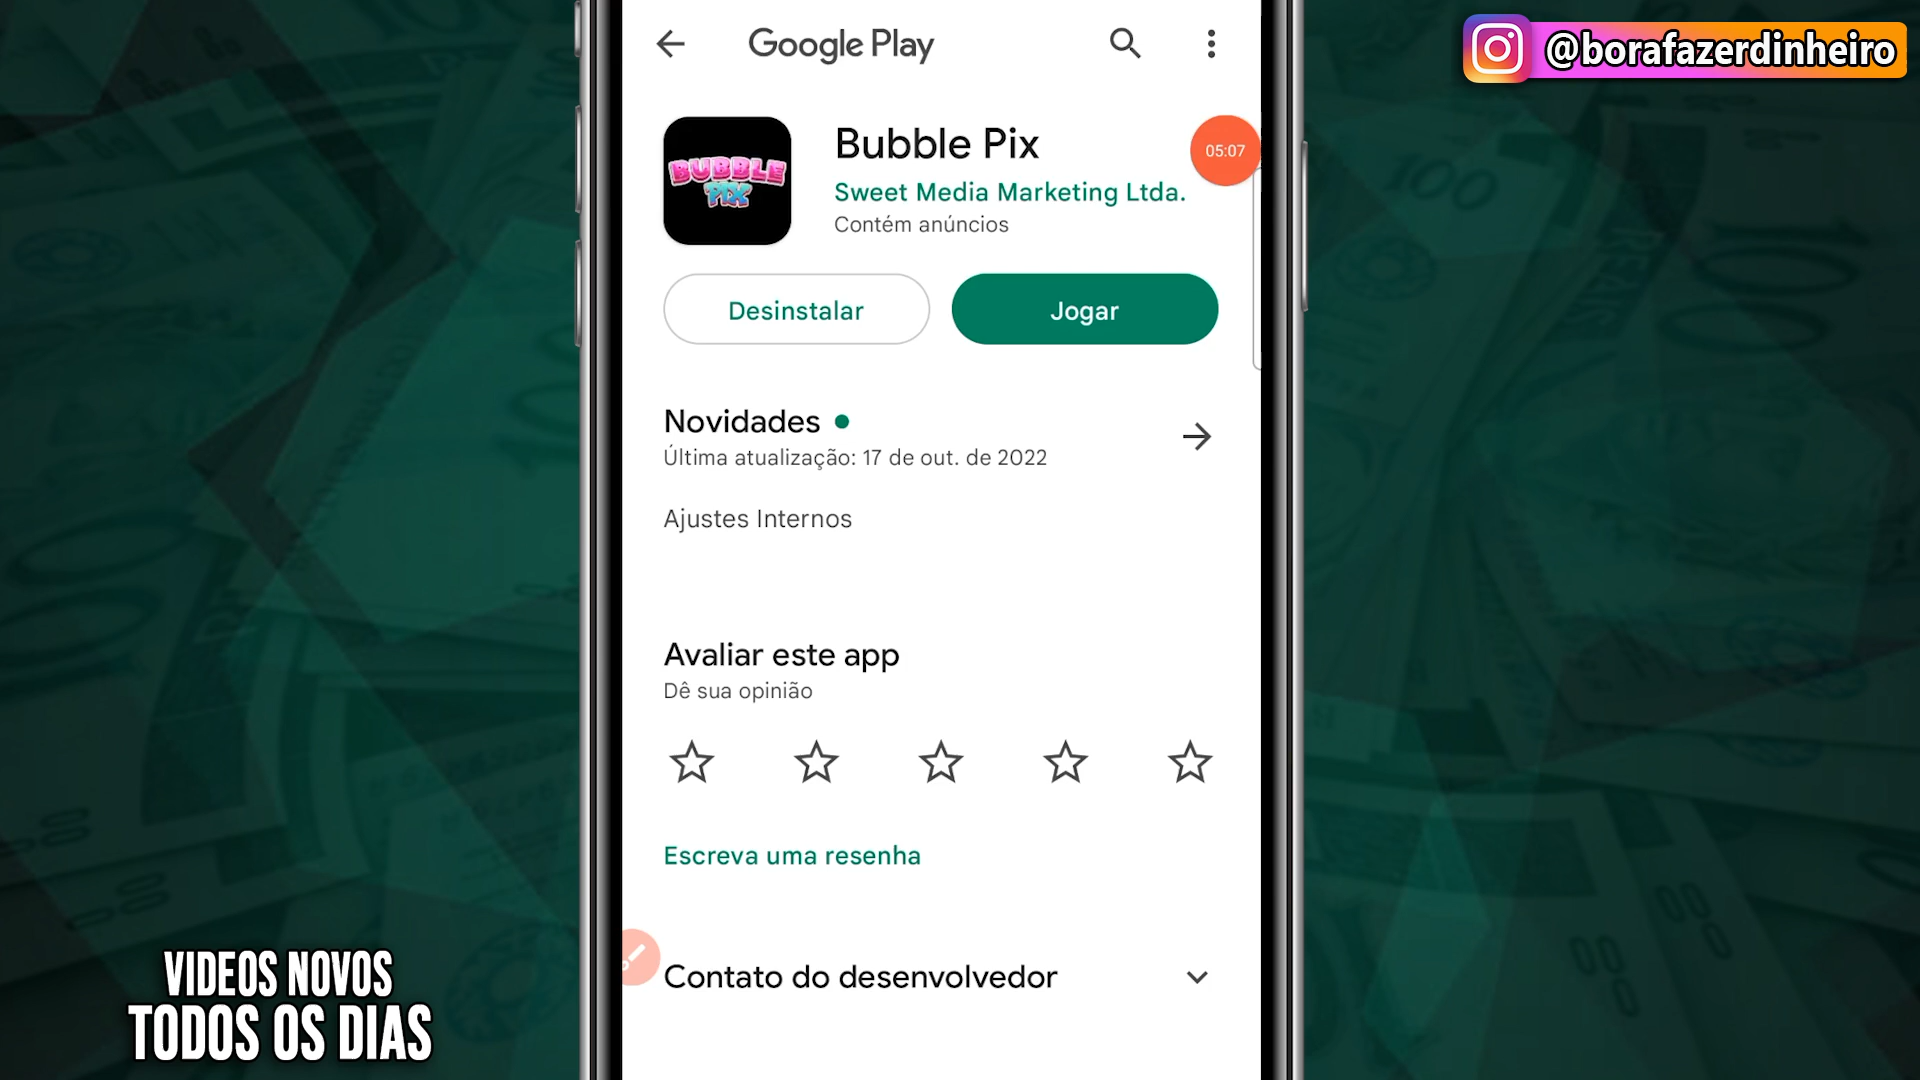 Google Play
@borafazerdinheiro
BUBBLE
PIX
Bubble Pix
05:07
Sweet Media Marketing Ltda.
Contém anúncios
Desinstalar
Jogar
Novidades
Última atualização: 17 de out. de 2022
Ajustes Internos
Avaliar este app
Dê sua opinião
Escreva uma resenha
Contato do desenvolvedor
VIDEOS NOVOS
TODOS OS DIAS